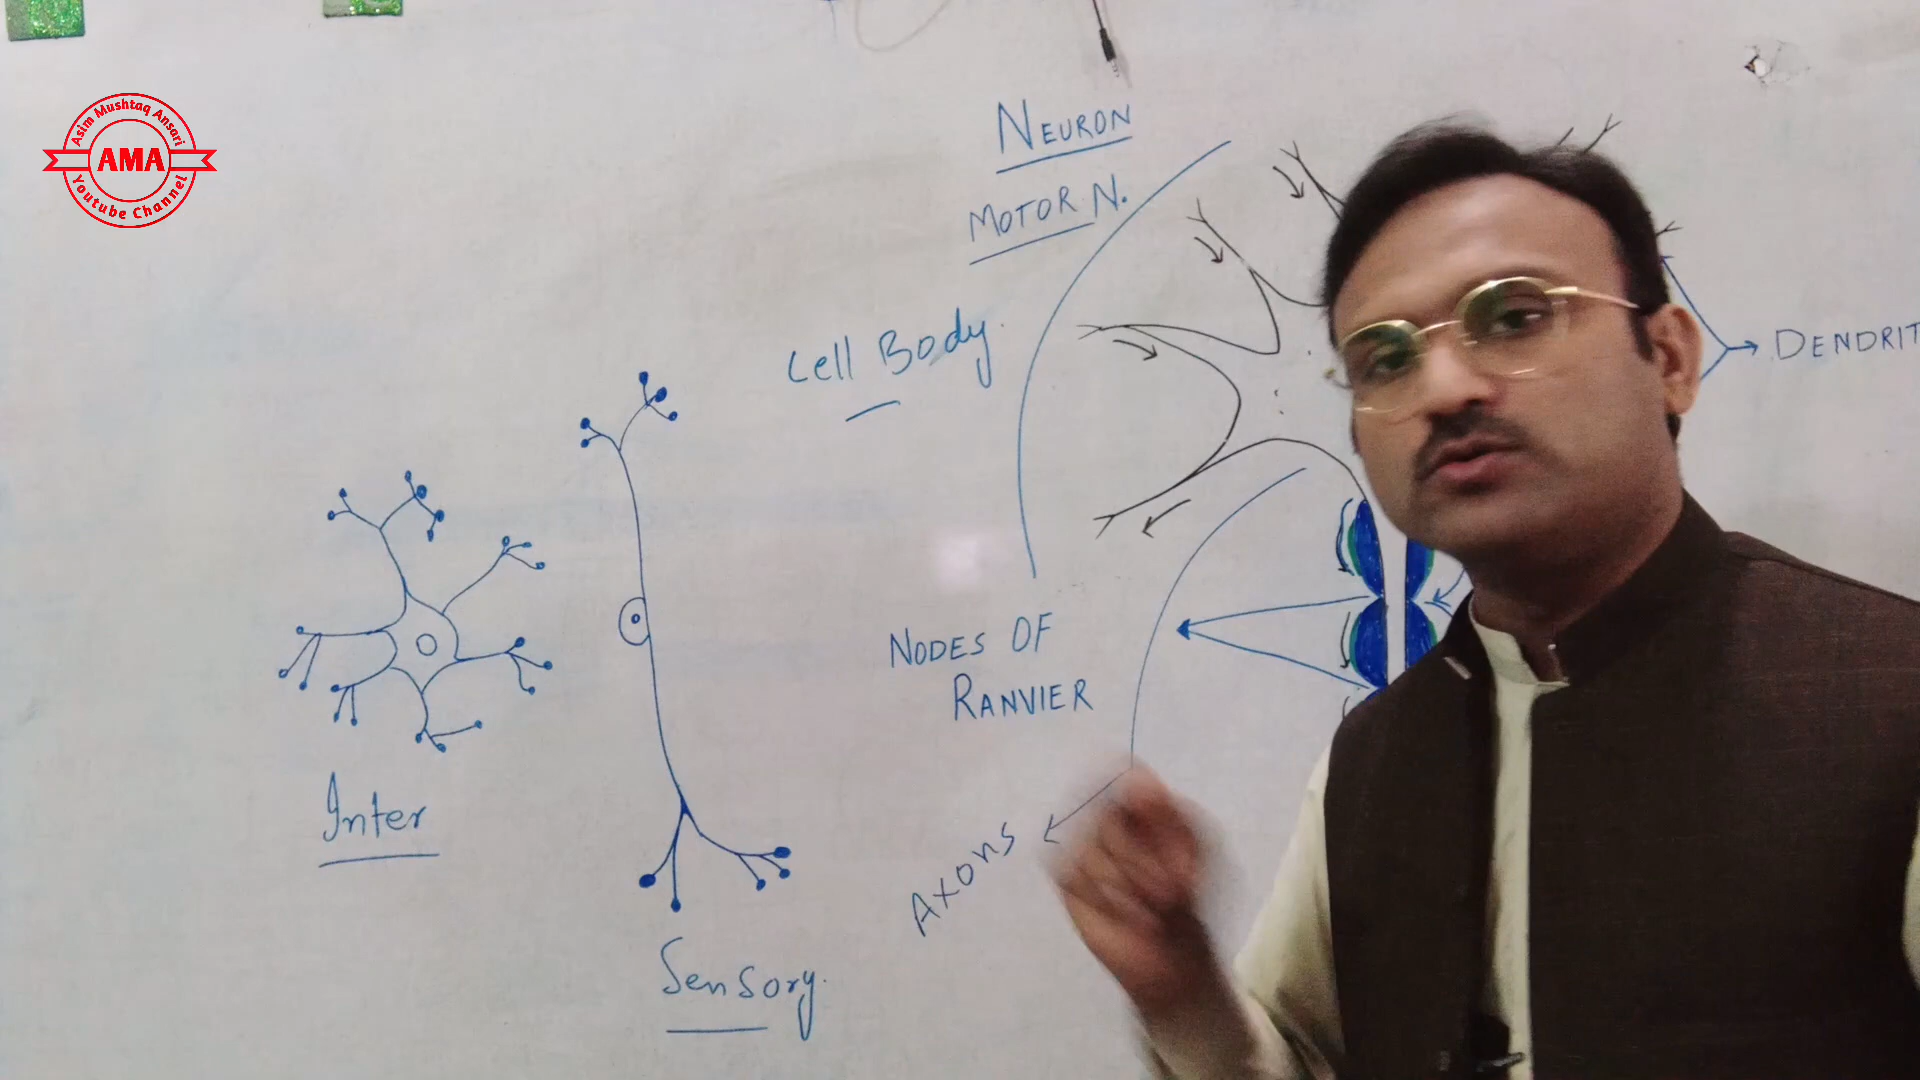 Asim Mushtaq Ansari
AMA
Youtube Channel
NEURON
MOTOR N.
Cell Body
DENDRIT
NODES OF
RANVIER
Inter
Axons
Sensory